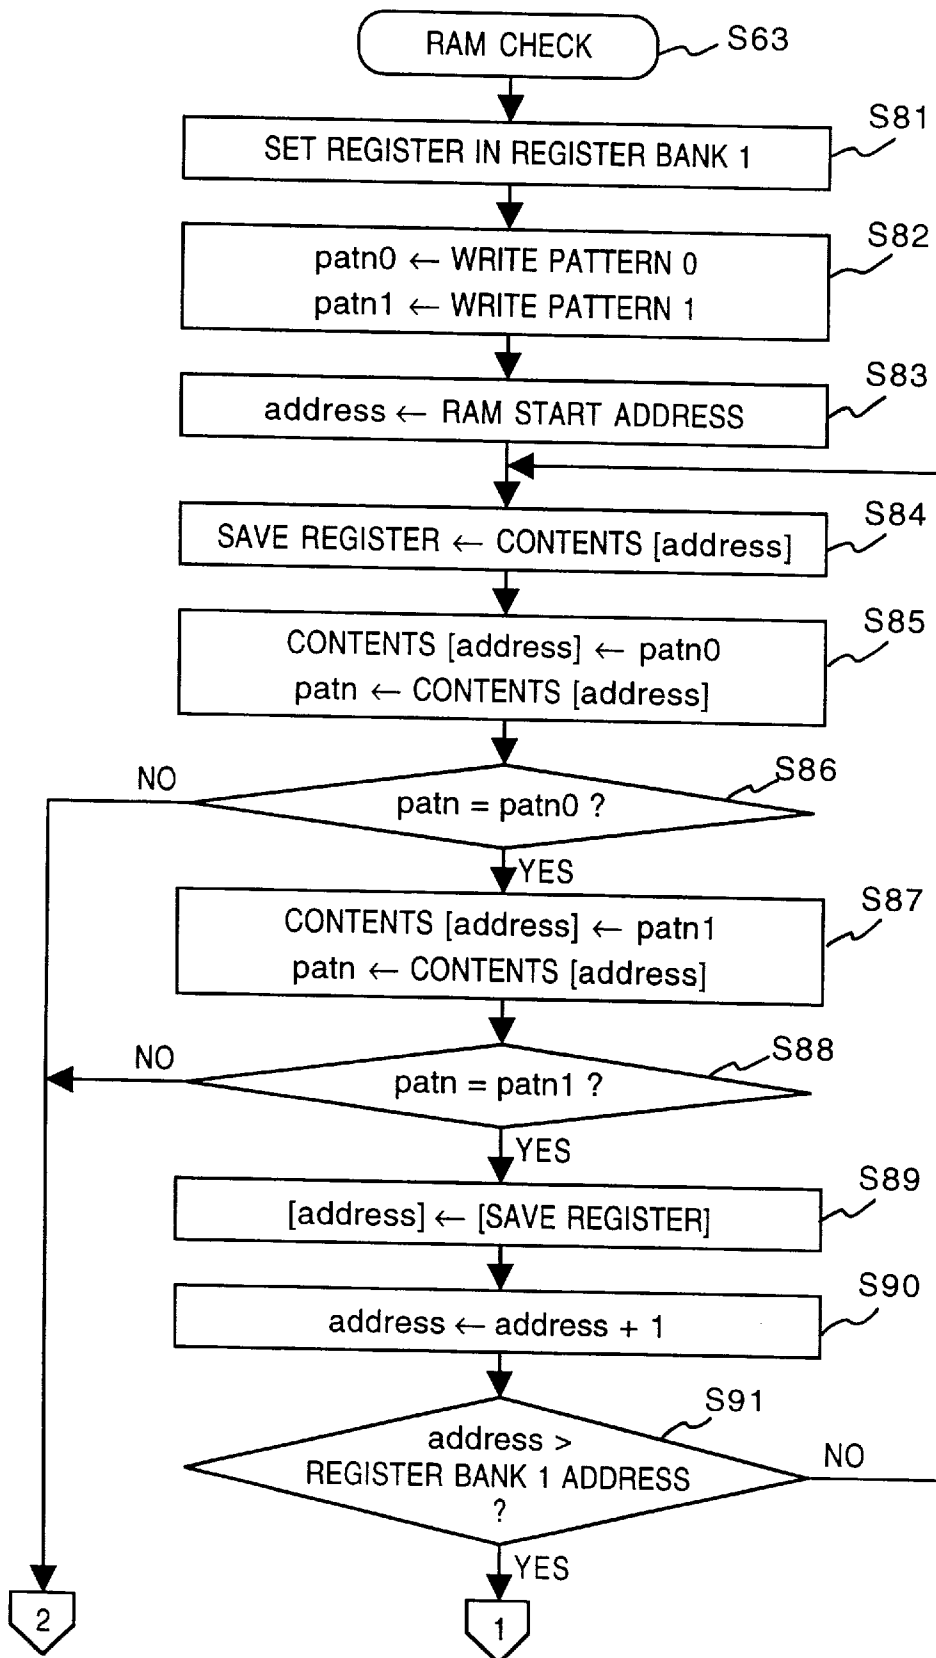 RAM CHECK
S63
S81
SET REGISTER IN REGISTER BANK 1
S82
patn0 ← WRITE PATTERN 0
patn1 ← WRITE PATTERN 1
S83
address ← RAM START ADDRESS
S84
SAVE REGISTER ← CONTENTS [address]
S85
CONTENTS [address] ← patn0
patn ← CONTENTS [address]
S86
NO
patn = patn0 ?
YES
S87
CONTENTS [address] ← patn1
patn ← CONTENTS [address]
S88
NO
patn = patn1 ?
YES
S89
[address] ← [SAVE REGISTER]
S90
address ← address + 1
S91
address >
REGISTER BANK 1 ADDRESS
?
NO
YES
2
1